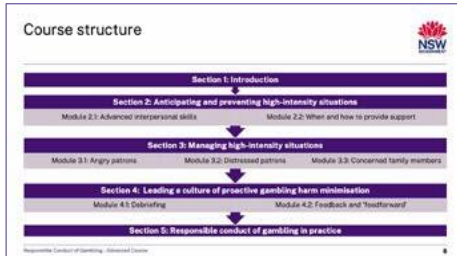 Course structure
NSW
GOVERNMENT
Section 1: Introduction
Section 2: Anticipating and preventing high-intensity situations
Module 2.1: Advanced interpersonal skills
Module 2.2: When and how to provide support
Section 3: Managing high-intensity situations
Module 3.1: Angry patrons
Module 3.2: Distressed patrons
Module 3.3: Concerned family members
Section 4: Leading a culture of proactive gambling harm minimisation
Module 4.1: Debriefing
Module 4.2: Feedback and 'feedforward'
Section 5: Responsible conduct of gambling in practice
Responsible Conduct of Gambling - Advanced Course